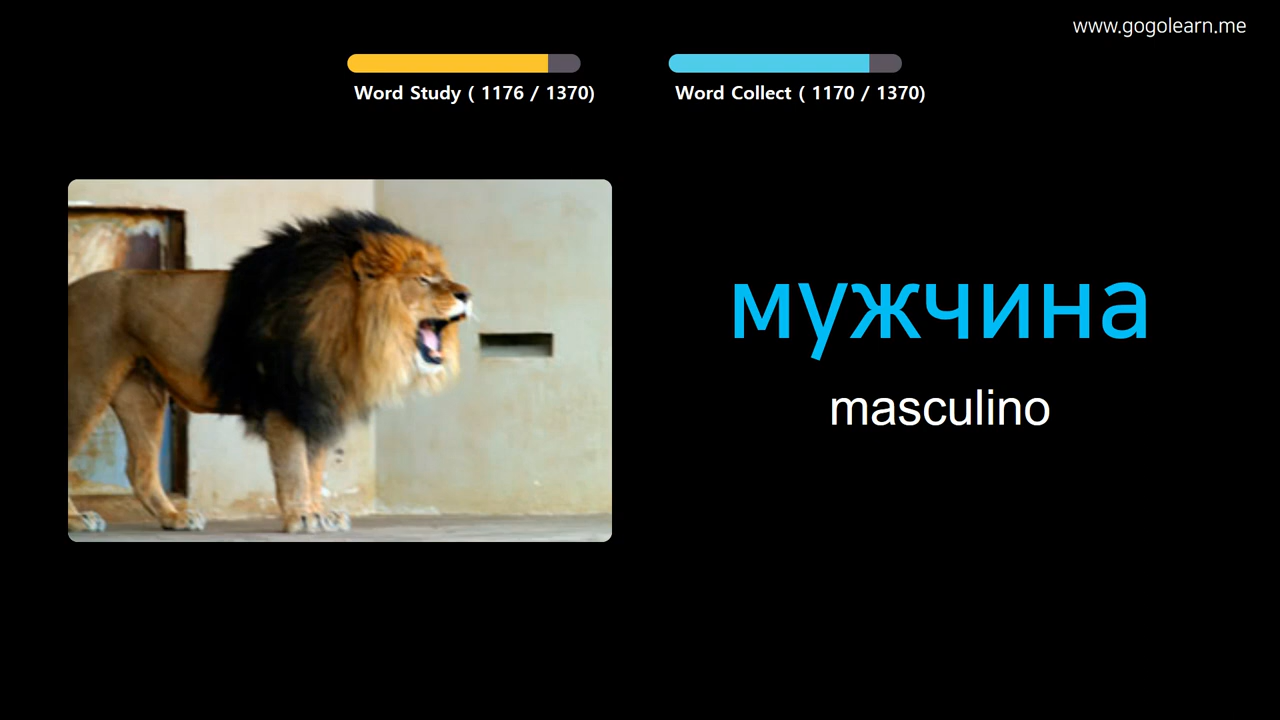 www.gogolearn.me
Word Study ( 1176 / 1370)
Word Collect ( 1170 / 1370)
мужчина
masculino